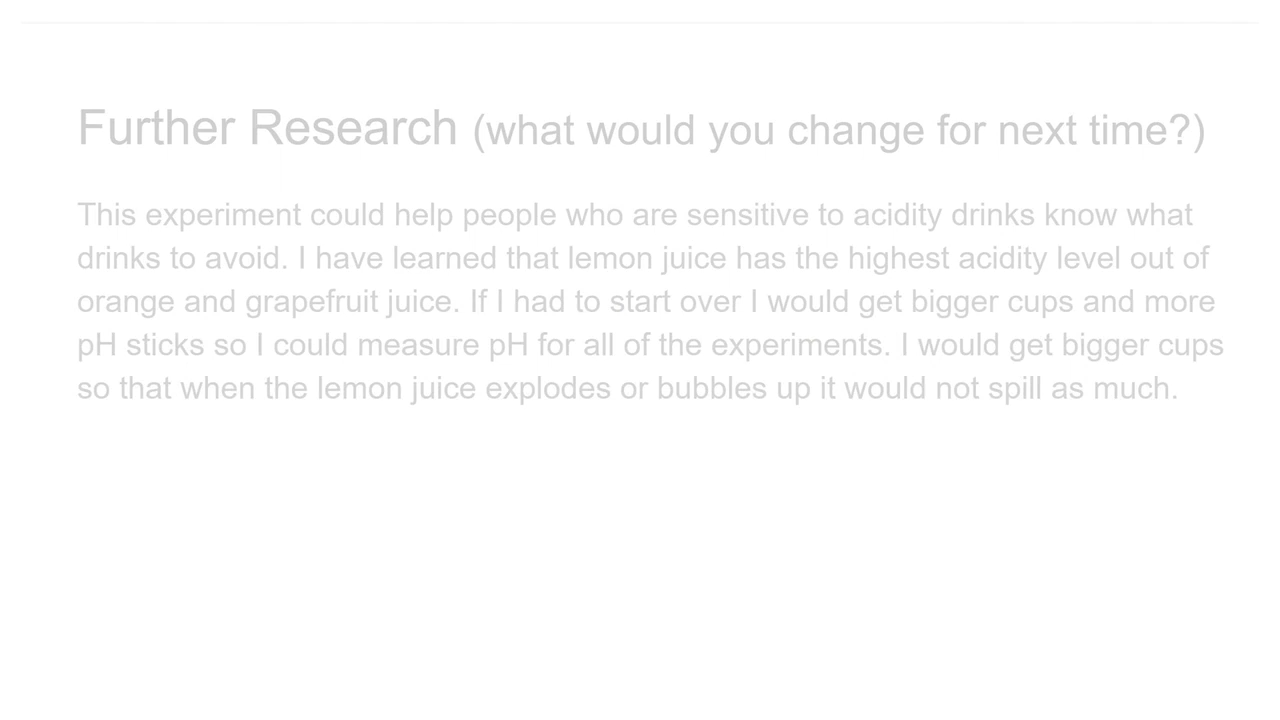 Further Research (what would you change for next time?)
This experiment could help people who are sensitive to acidity drinks know what
drinks to avoid. I have learned that lemon juice has the highest acidity level out of
orange and grapefruit juice. If I had to start over I would get bigger cups and more
pH sticks so I could measure pH for all of the experiments. I would get bigger cups
so that when the lemon juice explodes or bubbles up it would not spill as much.